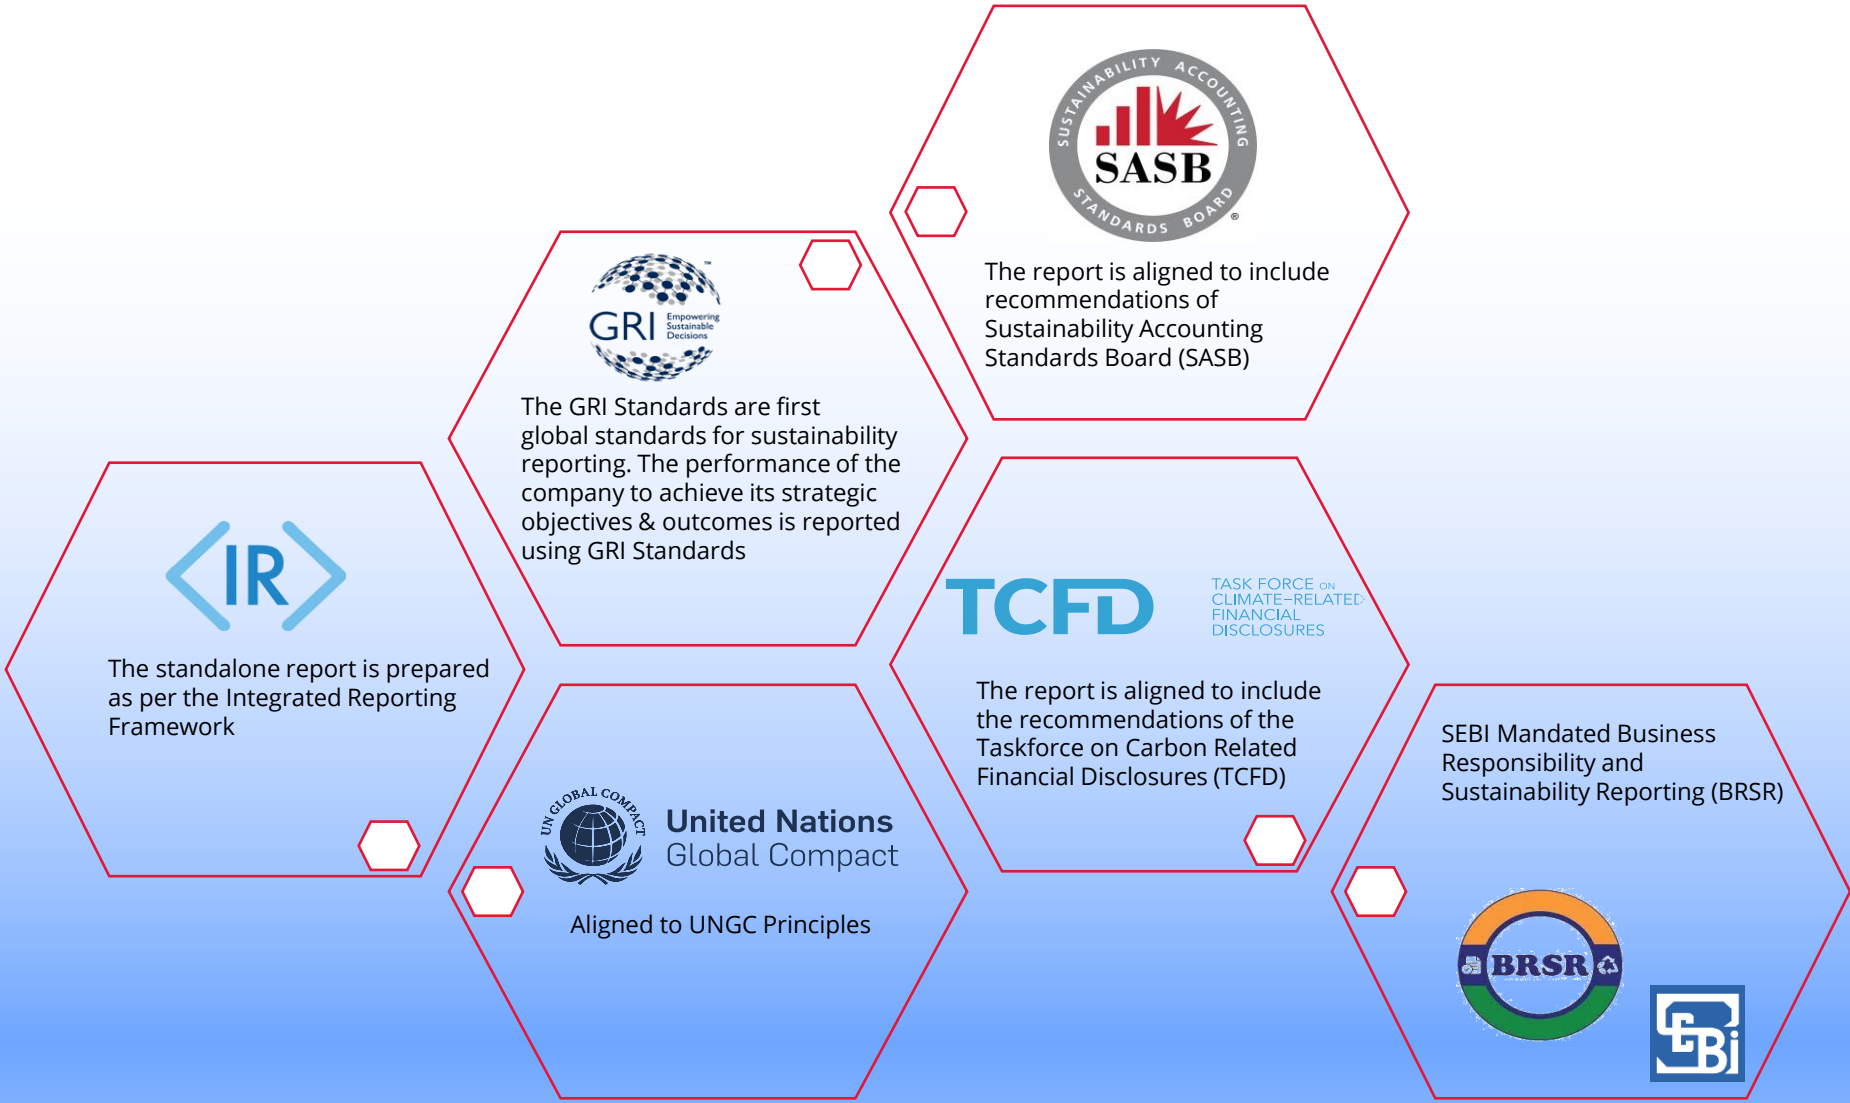 SUSTAINABILITY ACCOUNTING
SASB
STANDARDS BOARD ®
The report is aligned to include
recommendations of
Sustainability Accounting
Standards Board (SASB)
GRI
Empowering
Sustainable
Decisions
™
The GRI Standards are first
global standards for sustainability
reporting. The performance of the
company to achieve its strategic
objectives & outcomes is reported
using GRI Standards
IR
The standalone report is prepared
as per the Integrated Reporting
Framework
TCFD
TASK FORCE ON
CLIMATE-RELATED
FINANCIAL
DISCLOSURES
The report is aligned to include
the recommendations of the
Taskforce on Carbon Related
Financial Disclosures (TCFD)
UN GLOBAL COMPACT
United Nations
Global Compact
Aligned to UNGC Principles
SEBI Mandated Business
Responsibility and
Sustainability Reporting (BRSR)
BRSR
SEBi